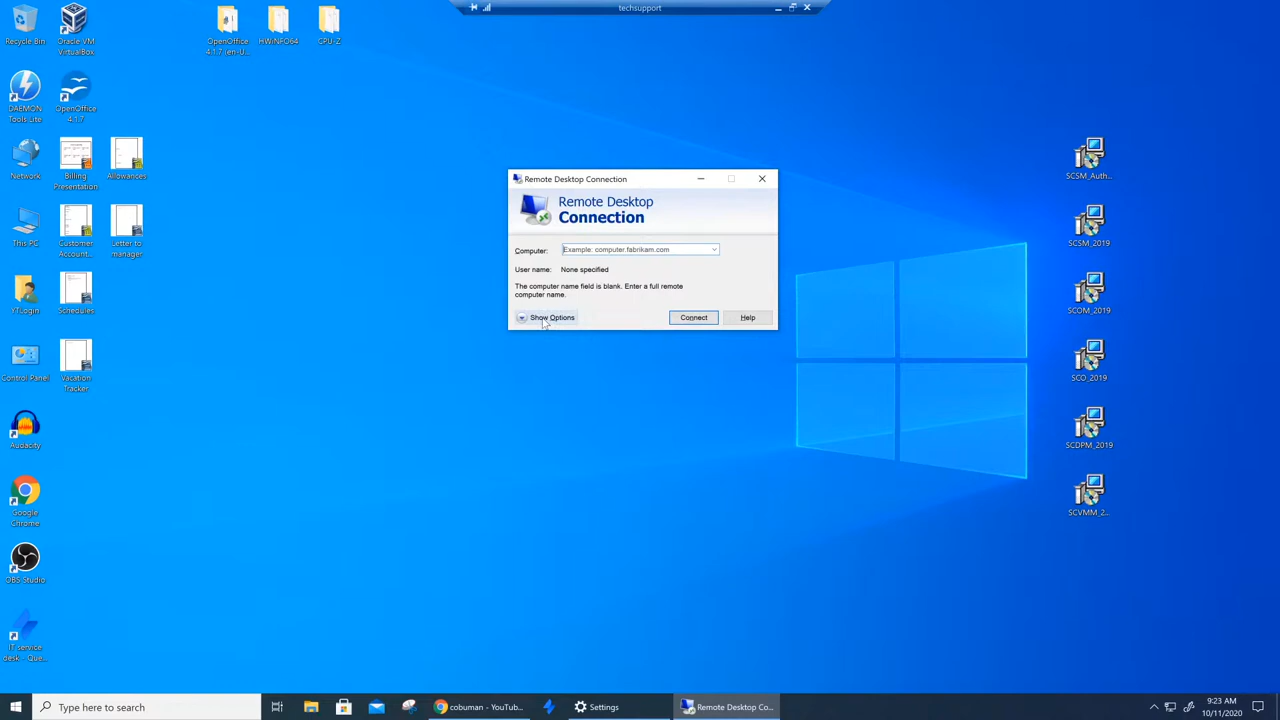 techsupport
Recycle Bin
Oracle VM
VirtualBox
OpenOffice
4.1.7 (en-U...
HWiNFO64
CPU-Z
DAEMON
Tools Lite
OpenOffice
4.1.7
Network
Billing
Presentation
Allowances
This PC
Customer
Account...
Letter to
manager
YTLogin
Schedules
Control Panel
Vacation
Tracker
Audacity
Google
Chrome
OBS Studio
IT service
desk - Que...
Remote Desktop Connection
Remote Desktop
Connection
Computer:
Example: computer.fabrikam.com
User name:
None specified
The computer name field is blank. Enter a full remote
computer name.
Show Options
Connect
Help
SCSM_Auth...
SCSM_2019
SCOM_2019
SCO_2019
SCDPM_2019
SCVMM_2...
Type here to search
cobuman - YouTub...
Settings
Remote Desktop Co...
9:23 AM
10/11/2020